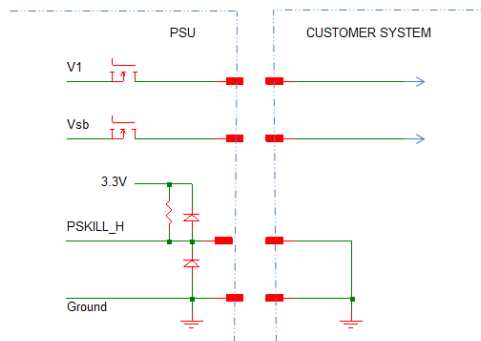 PSU
CUSTOMER SYSTEM
V1
Vsb
3.3V
PSKILL_H
Ground